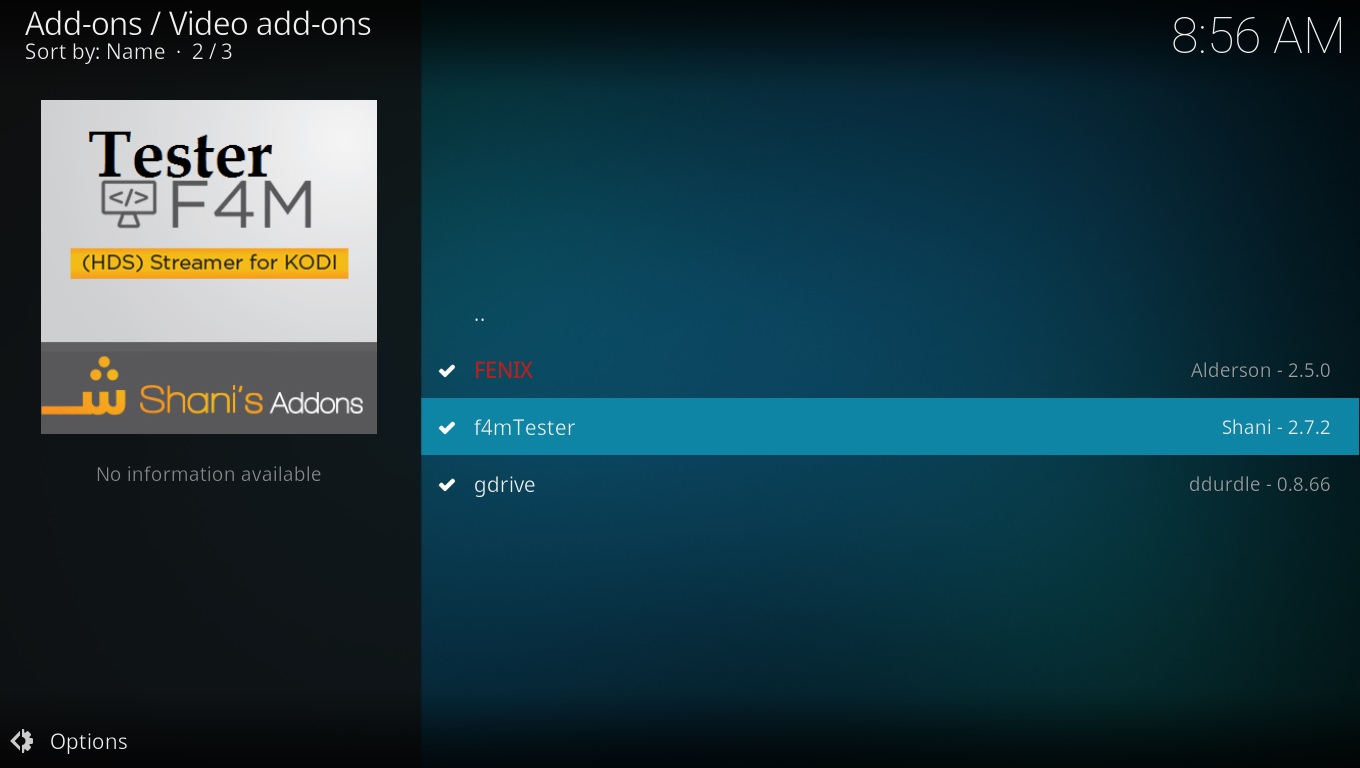 Add-ons / Video add-ons
Sort by: Name · 2 / 3
8:56 AM
Tester
</> F4M
(HDS) Streamer for KODI
شـ Shani's Addons
No information available
..
FENIX Alderson - 2.5.0
f4mTester Shani - 2.7.2
gdrive ddurdle - 0.8.66
Options